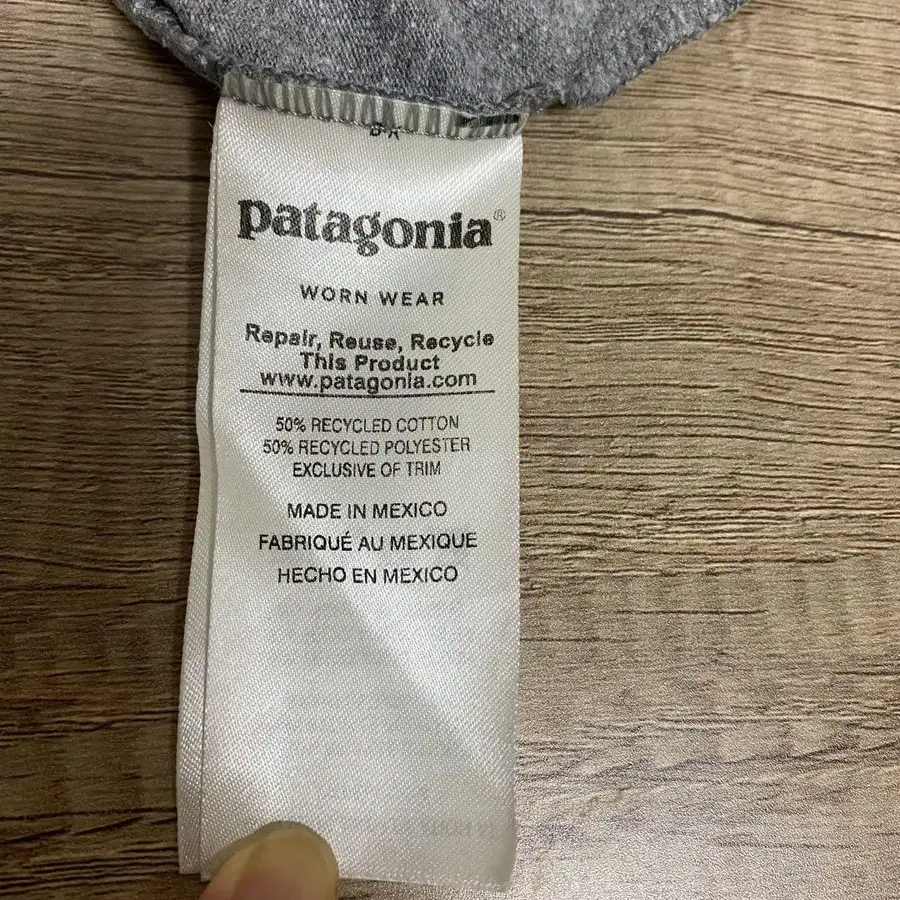 patagonia®
WORN WEAR
Repair, Reuse, Recycle
This Product
www.patagonia.com
50% RECYCLED COTTON
50% RECYCLED POLYESTER
EXCLUSIVE OF TRIM
MADE IN MEXICO
FABRIQUÉ AU MEXIQUE
HECHO EN MEXICO